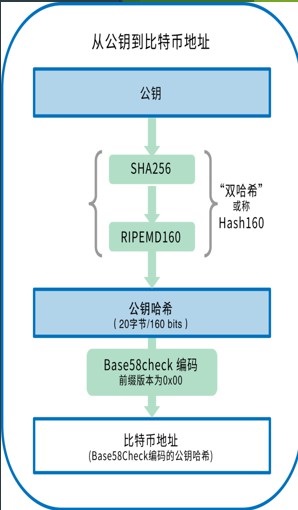 从公钥到比特币地址
公钥
SHA256
RIPEMD160
“双哈希”
或称
Hash160
公钥哈希
(20字节/160 bits)
Base58check 编码
前缀版本为0x00
比特币地址
(Base58Check编码的公钥哈希)